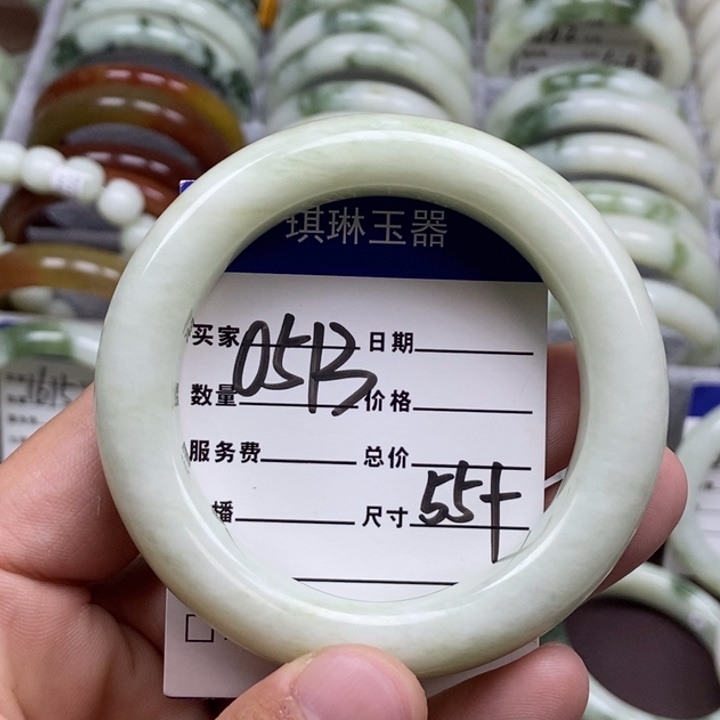 琪琳玉器
买家 日期
0513
数量 价格
服务费 总价
播 尺寸 55+